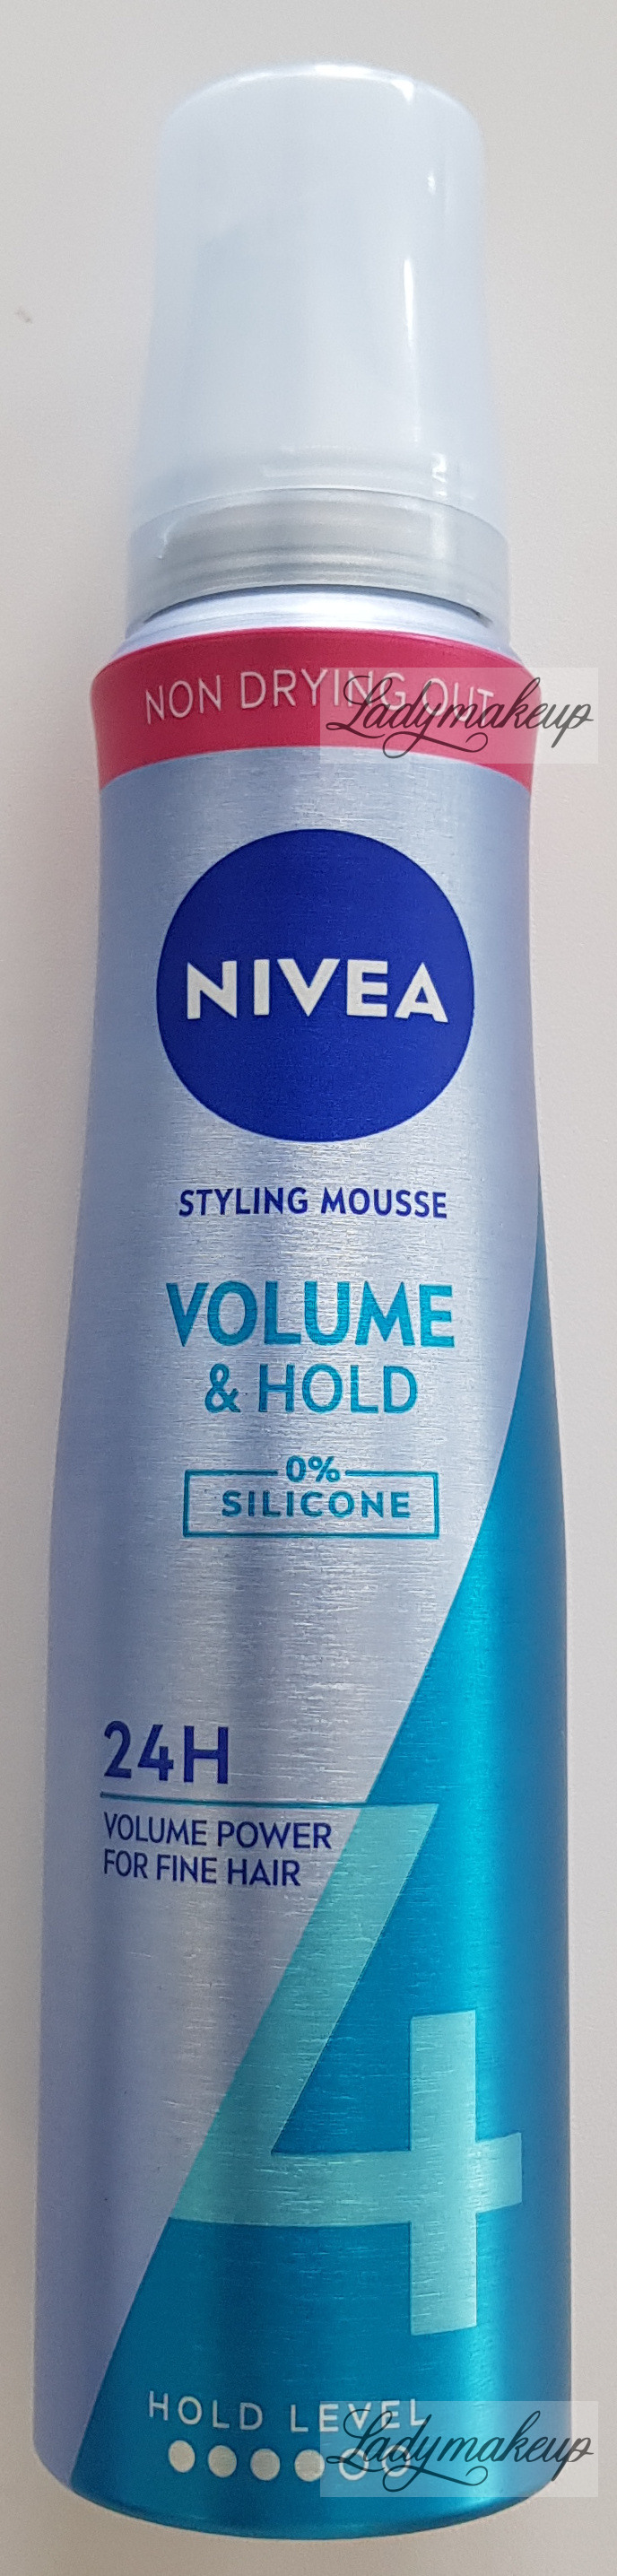 NON DRYING OUT
Ladymakeup
NIVEA
STYLING MOUSSE
VOLUME
& HOLD
0%
SILICONE
24H
VOLUME POWER
FOR FINE HAIR
4
HOLD LEVEL
Ladymakeup